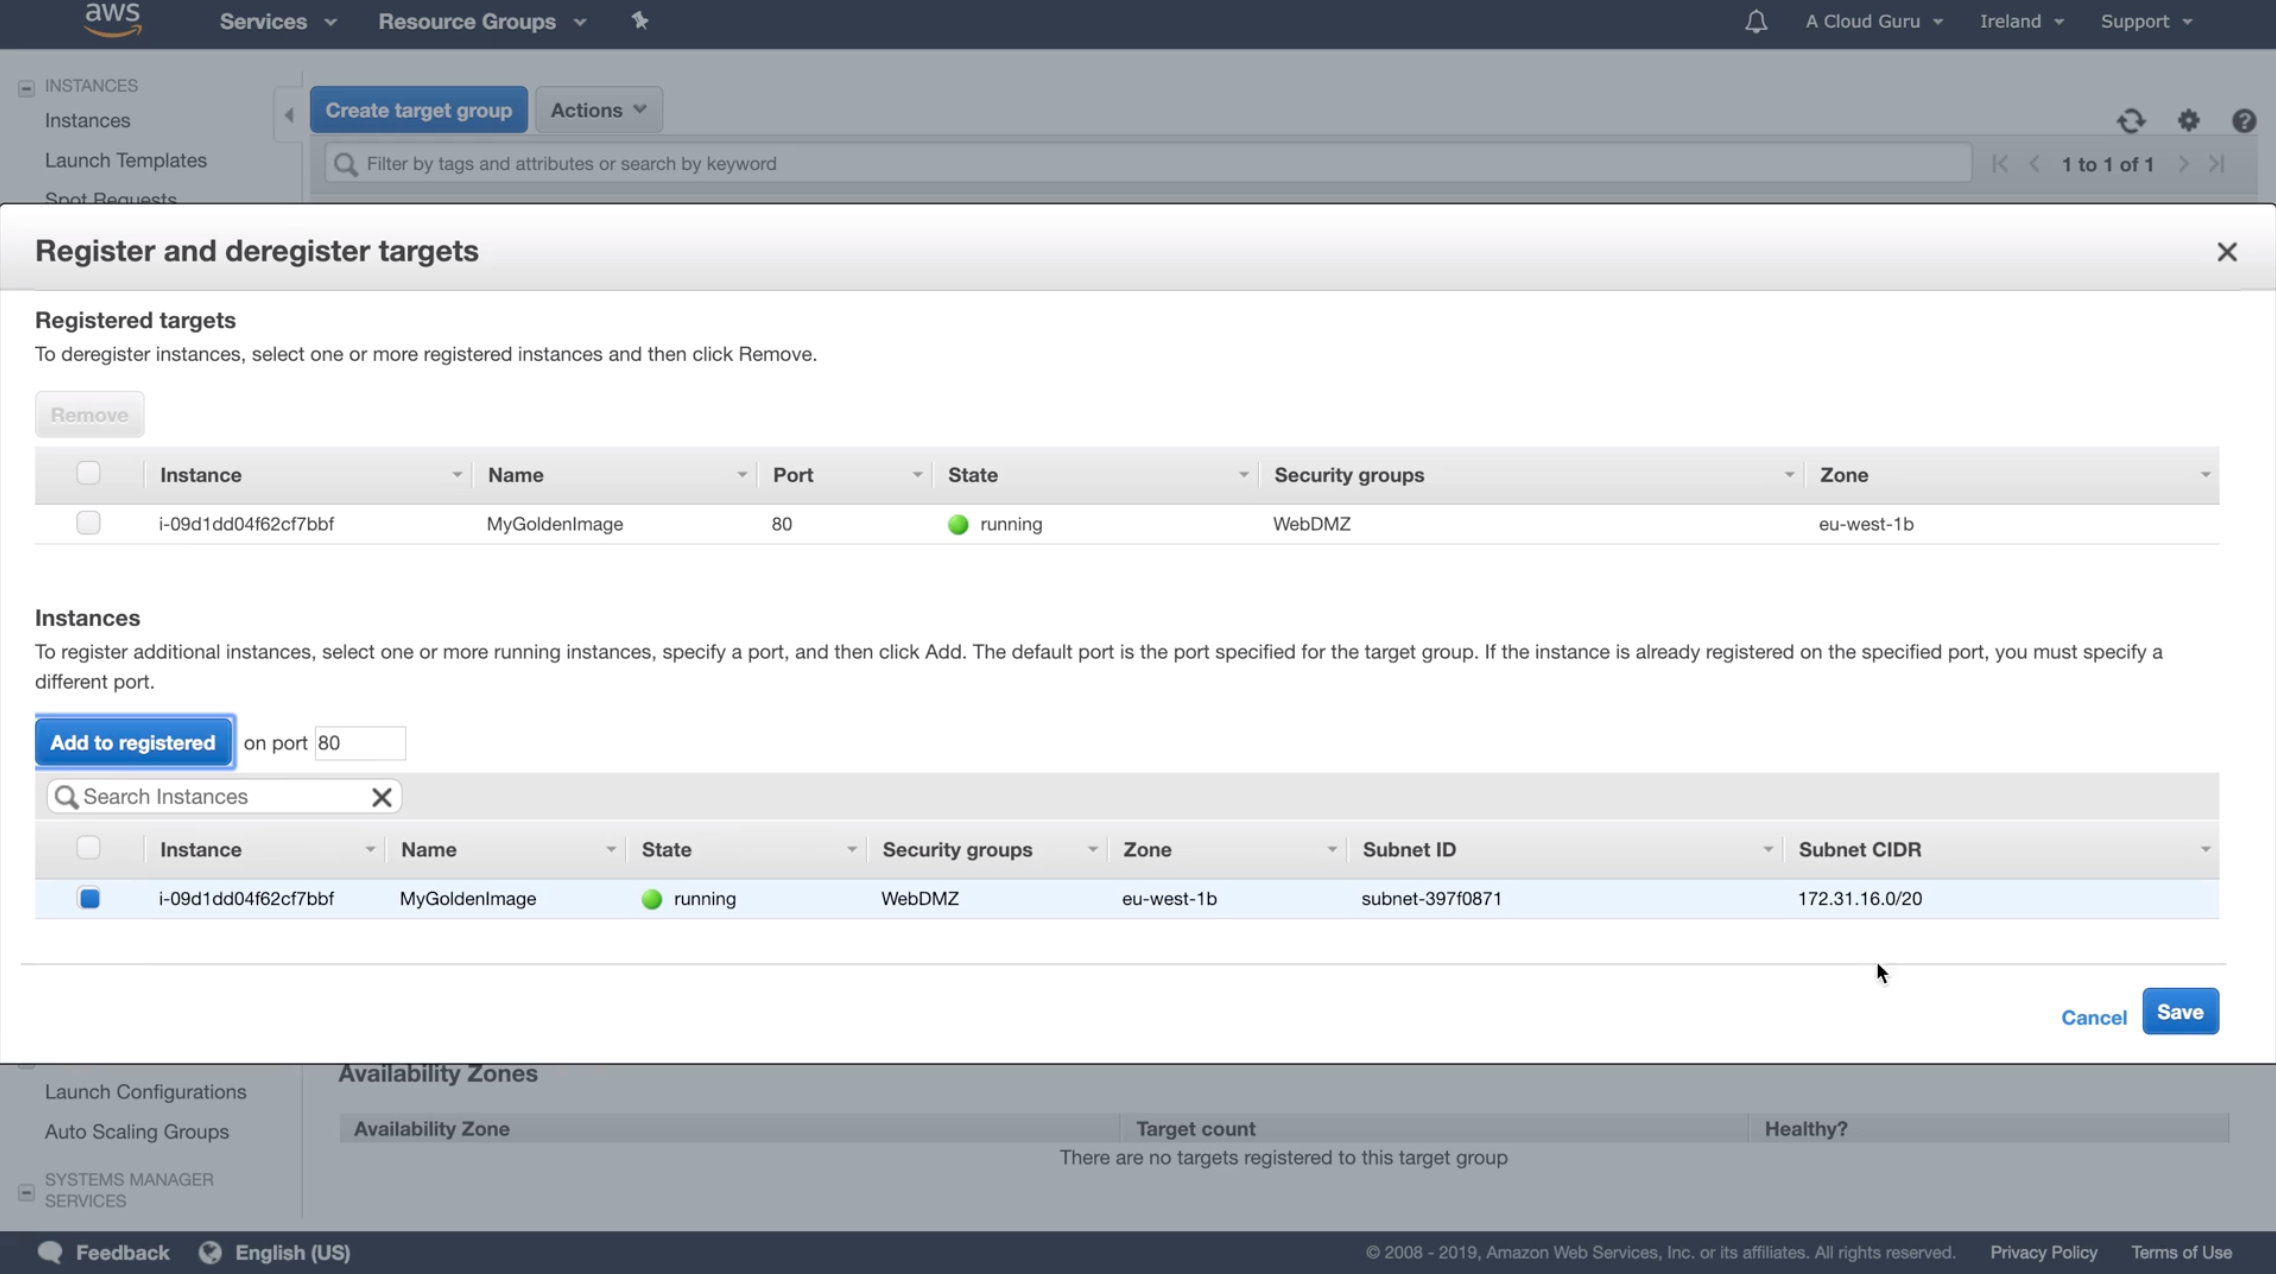 aws Services Resource Groups A Cloud Guru Ireland Support
INSTANCES
Instances
Launch Templates
Spot Requests
Create target group Actions
Filter by tags and attributes or search by keyword 1 to 1 of 1
Register and deregister targets
Registered targets
To deregister instances, select one or more registered instances and then click Remove.
Remove
Instance Name Port State Security groups Zone
i-09d1dd04f62cf7bbf MyGoldenImage 80 running WebDMZ eu-west-1b
Instances
To register additional instances, select one or more running instances, specify a port, and then click Add. The default port is the port specified for the target group. If the instance is already registered on the specified port, you must specify a
different port.
Add to registered on port 80
Search Instances
Instance Name State Security groups Zone Subnet ID Subnet CIDR
i-09d1dd04f62cf7bbf MyGoldenImage running WebDMZ eu-west-1b subnet-397f0871 172.31.16.0/20
Cancel Save
Launch Configurations
Auto Scaling Groups
SYSTEMS MANAGER
SERVICES
Availability Zones
Availability Zone Target count Healthy?
There are no targets registered to this target group
Feedback English (US) © 2008 - 2019, Amazon Web Services, Inc. or its affiliates. All rights reserved. Privacy Policy Terms of Use